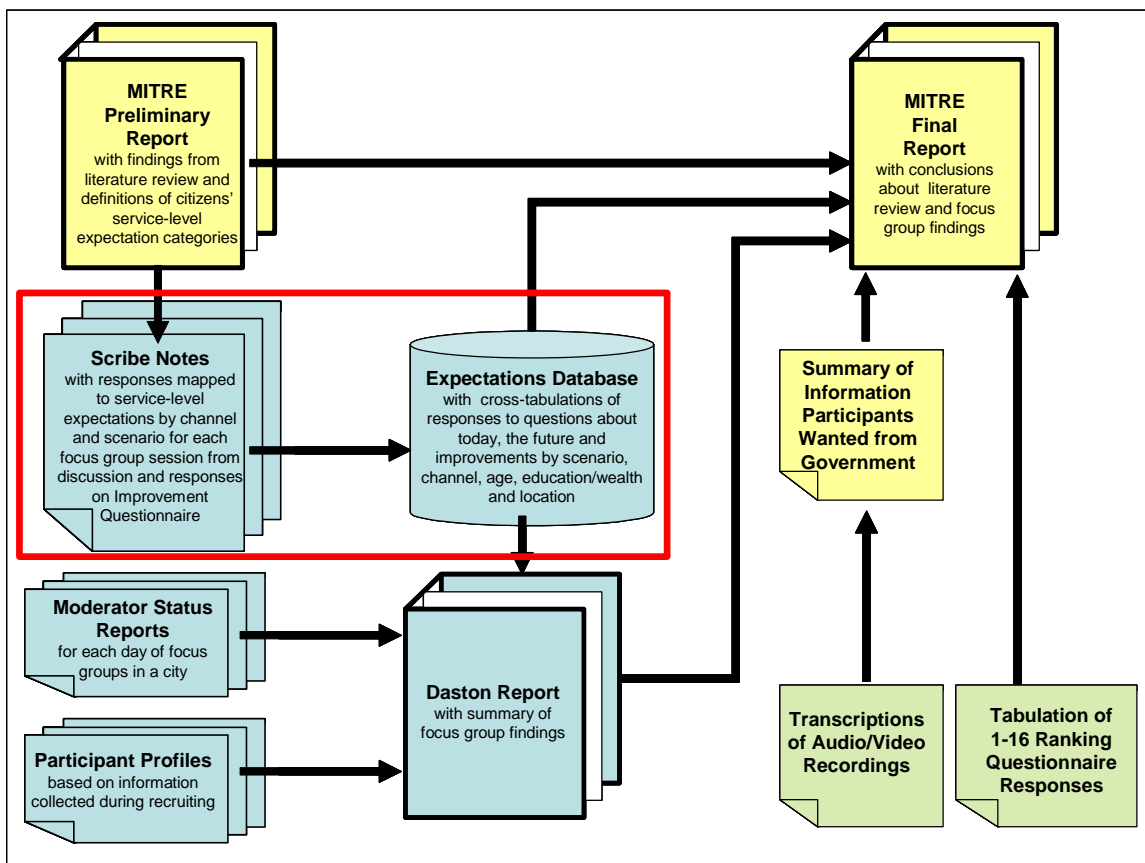 MITRE
Preliminary
Report
with findings from
literature review and
definitions of citizens’
service-level
expectation categories
MITRE
Final
Report
with conclusions
about literature
review and focus
group findings
Scribe Notes
with responses mapped
to service-level
expectations by channel
and scenario for each
focus group session from
discussion and responses
on Improvement
Questionnaire
Expectations Database
with cross-tabulations of
responses to questions about
today, the future and
improvements by scenario,
channel, age, education/wealth
and location
Summary of
Information
Participants
Wanted from
Government
Moderator Status
Reports
for each day of focus
groups in a city
Daston Report
with summary of
focus group findings
Participant Profiles
based on information
collected during recruiting
Transcriptions
of Audio/Video
Recordings
Tabulation of
1-16 Ranking
Questionnaire
Responses